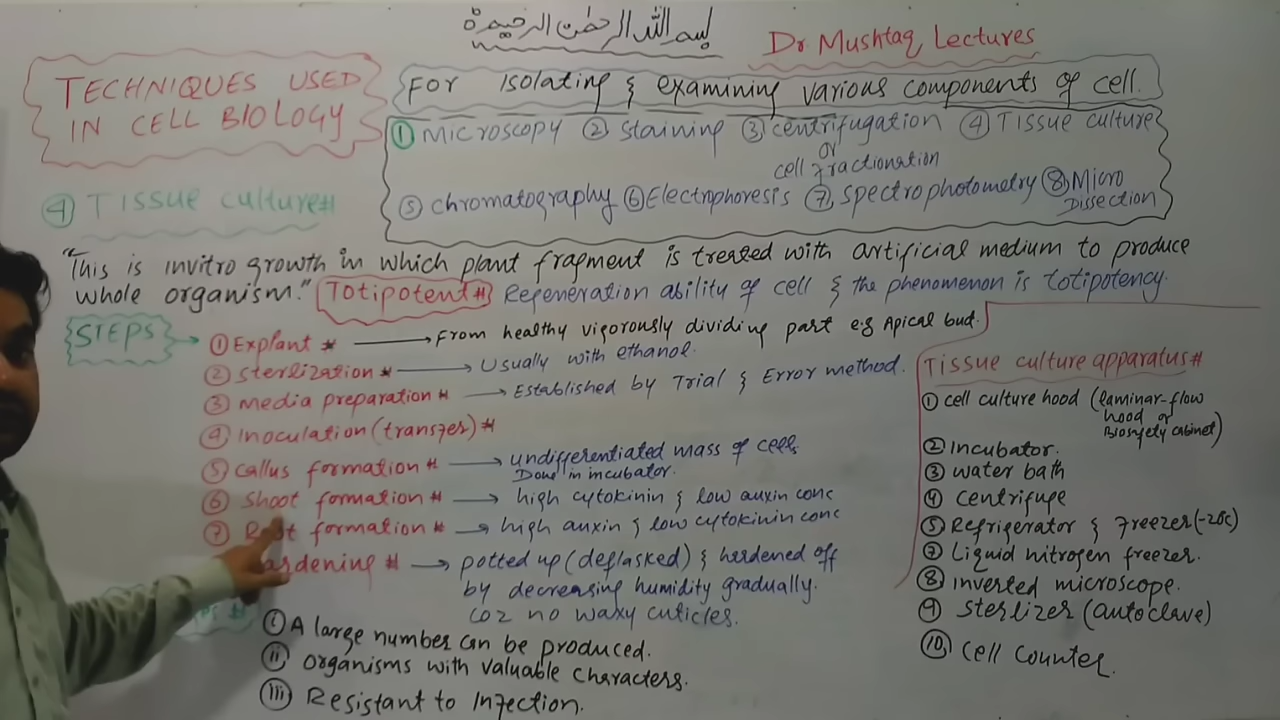 بسم الله الرحمن الرحيم
Dr Mushtaq Lectures
TECHNIQUES USED
IN CELL BIOLOGY
FOR Isolating & examining various components of cell.
① Microscopy ② Staining ③ centrifugation ④ Tissue culture
or
cell fractionation
⑤ chromatography ⑥ Electrophoresis ⑦ spectrophotometry ⑧ Micro
Dissection
④ Tissue culture#
"This is invitro growth in which plant fragment is treated with artificial medium to produce
whole organism." Totipotent# Regeneration ability of cell & the phenomenon is totipotency.
STEPS
① Explant # → From healthy vigorously dividing part e.g Apical bud.
② Sterlization # → Usually with ethanol.
③ Media preparation # → Established by Trial & Error method.
④ Inoculation (transfer) #
⑤ Callus formation # → undifferentiated mass of cells
Done in incubator.
⑥ Shoot formation # → high cytokinin & low auxin conc
⑦ Root formation # → high auxin & low cytokinin conc
ardening # → potted up (deflasked) & herdened off
by decreasing humidity gradually.
coz no waxy cuticles.
① A large number can be produced.
⑪ organisms with valuable characters.
⑪I Resistant to Infection.
Tissue culture apparatus#
① cell culture hood (laminar-flow
hood or
Biosafety cabinet)
② Incubator.
③ water bath
④ centrifuge
⑤ Refrigerator & Freezer (-20c)
⑦ Liquid nitrogen freezer.
⑧ inverted microscope.
⑨ sterlizer (autoclave)
⑩ cell counter.